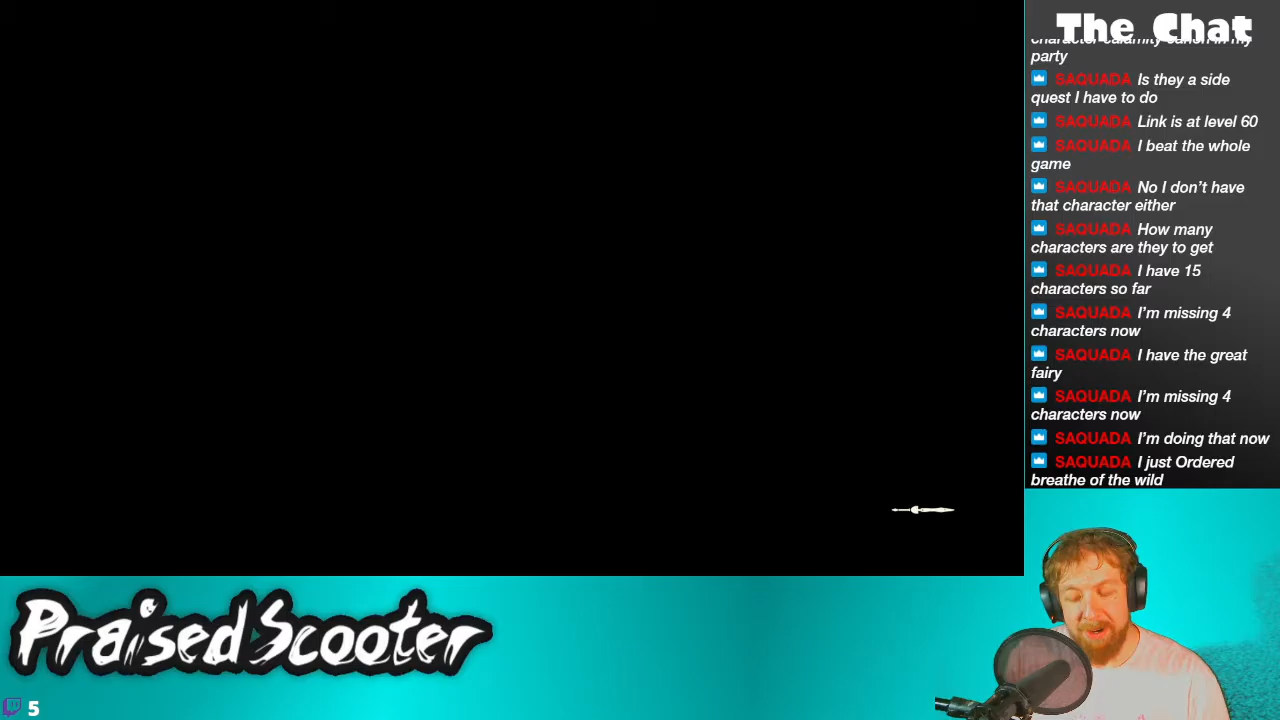 The Chat
party
SAQUADA Is they a side
quest I have to do
SAQUADA Link is at level 60
SAQUADA I beat the whole
game
SAQUADA No I don't have
that character either
SAQUADA How many
characters are they to get
SAQUADA I have 15
characters so far
SAQUADA I'm missing 4
characters now
SAQUADA I have the great
fairy
SAQUADA I'm missing 4
characters now
SAQUADA I'm doing that now
SAQUADA I just Ordered
breathe of the wild
PraisedScooter
5